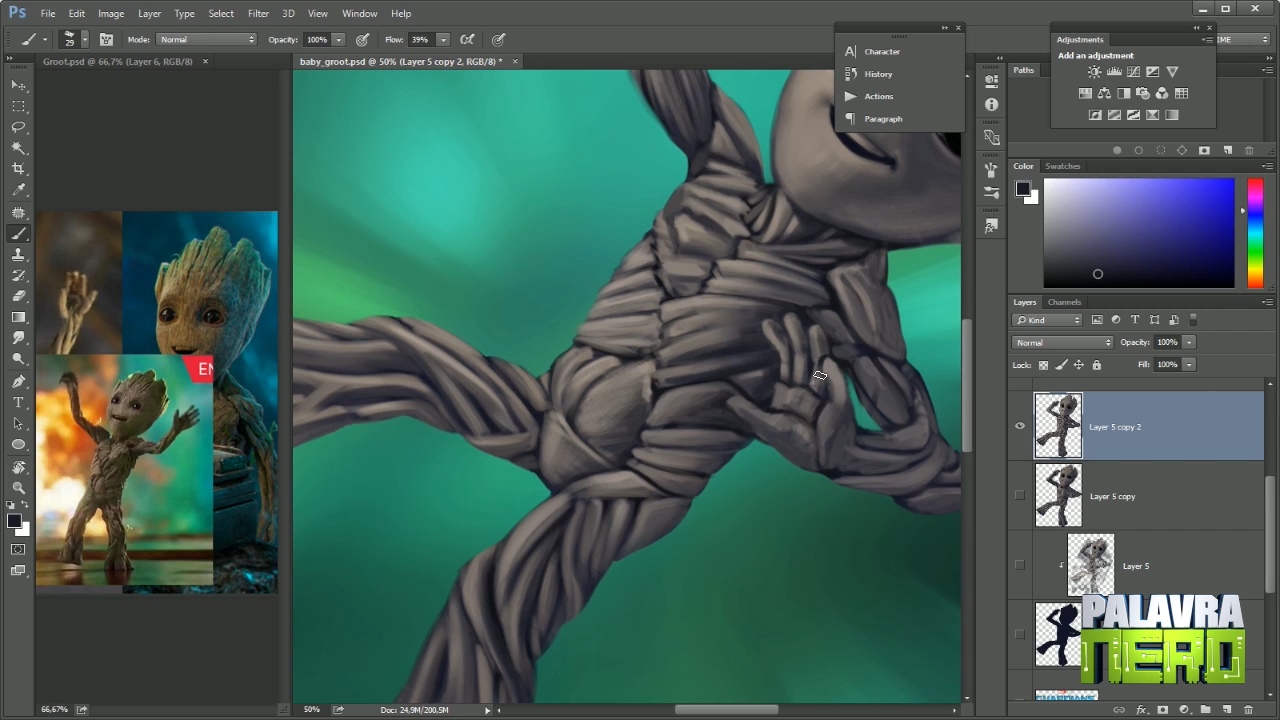 Ps File Edit Image Layer Type Select Filter 3D View Window Help
29 Mode: Normal Opacity: 100% Flow: 39%
Groot.psd @ 66,7% (Layer 6, RGB/8) ×
baby_groot.psd @ 50% (Layer 5 copy 2, RGB/8) * ×
Character
History
Actions
Paragraph
Adjustments
Add an adjustment
Paths
Color Swatches
Layers Channels
Kind
Normal Opacity: 100%
Lock: Fill: 100%
Layer 5 copy 2
Layer 5 copy
Layer 5
EN
PALAVRA
NERD
66,67%
50% Doc: 24,9M/200,5M